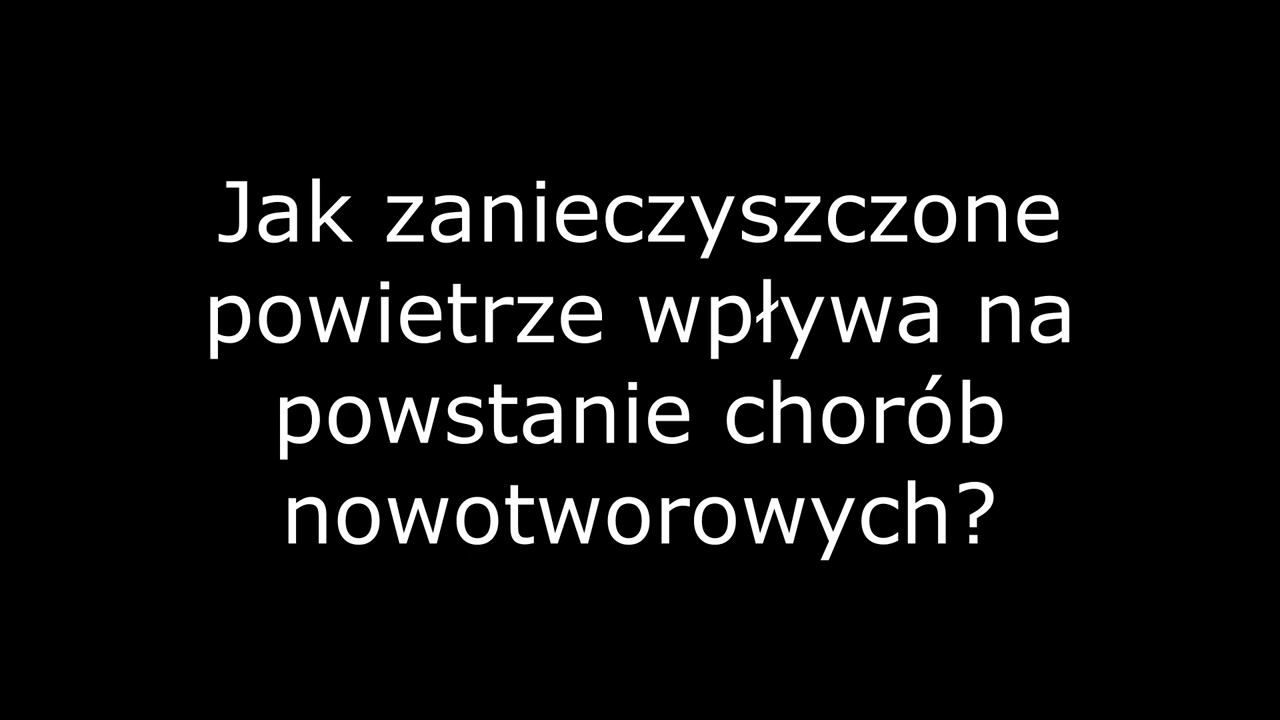 Jak zanieczyszczone
powietrze wpływa na
powstanie chorób
nowotworowych?